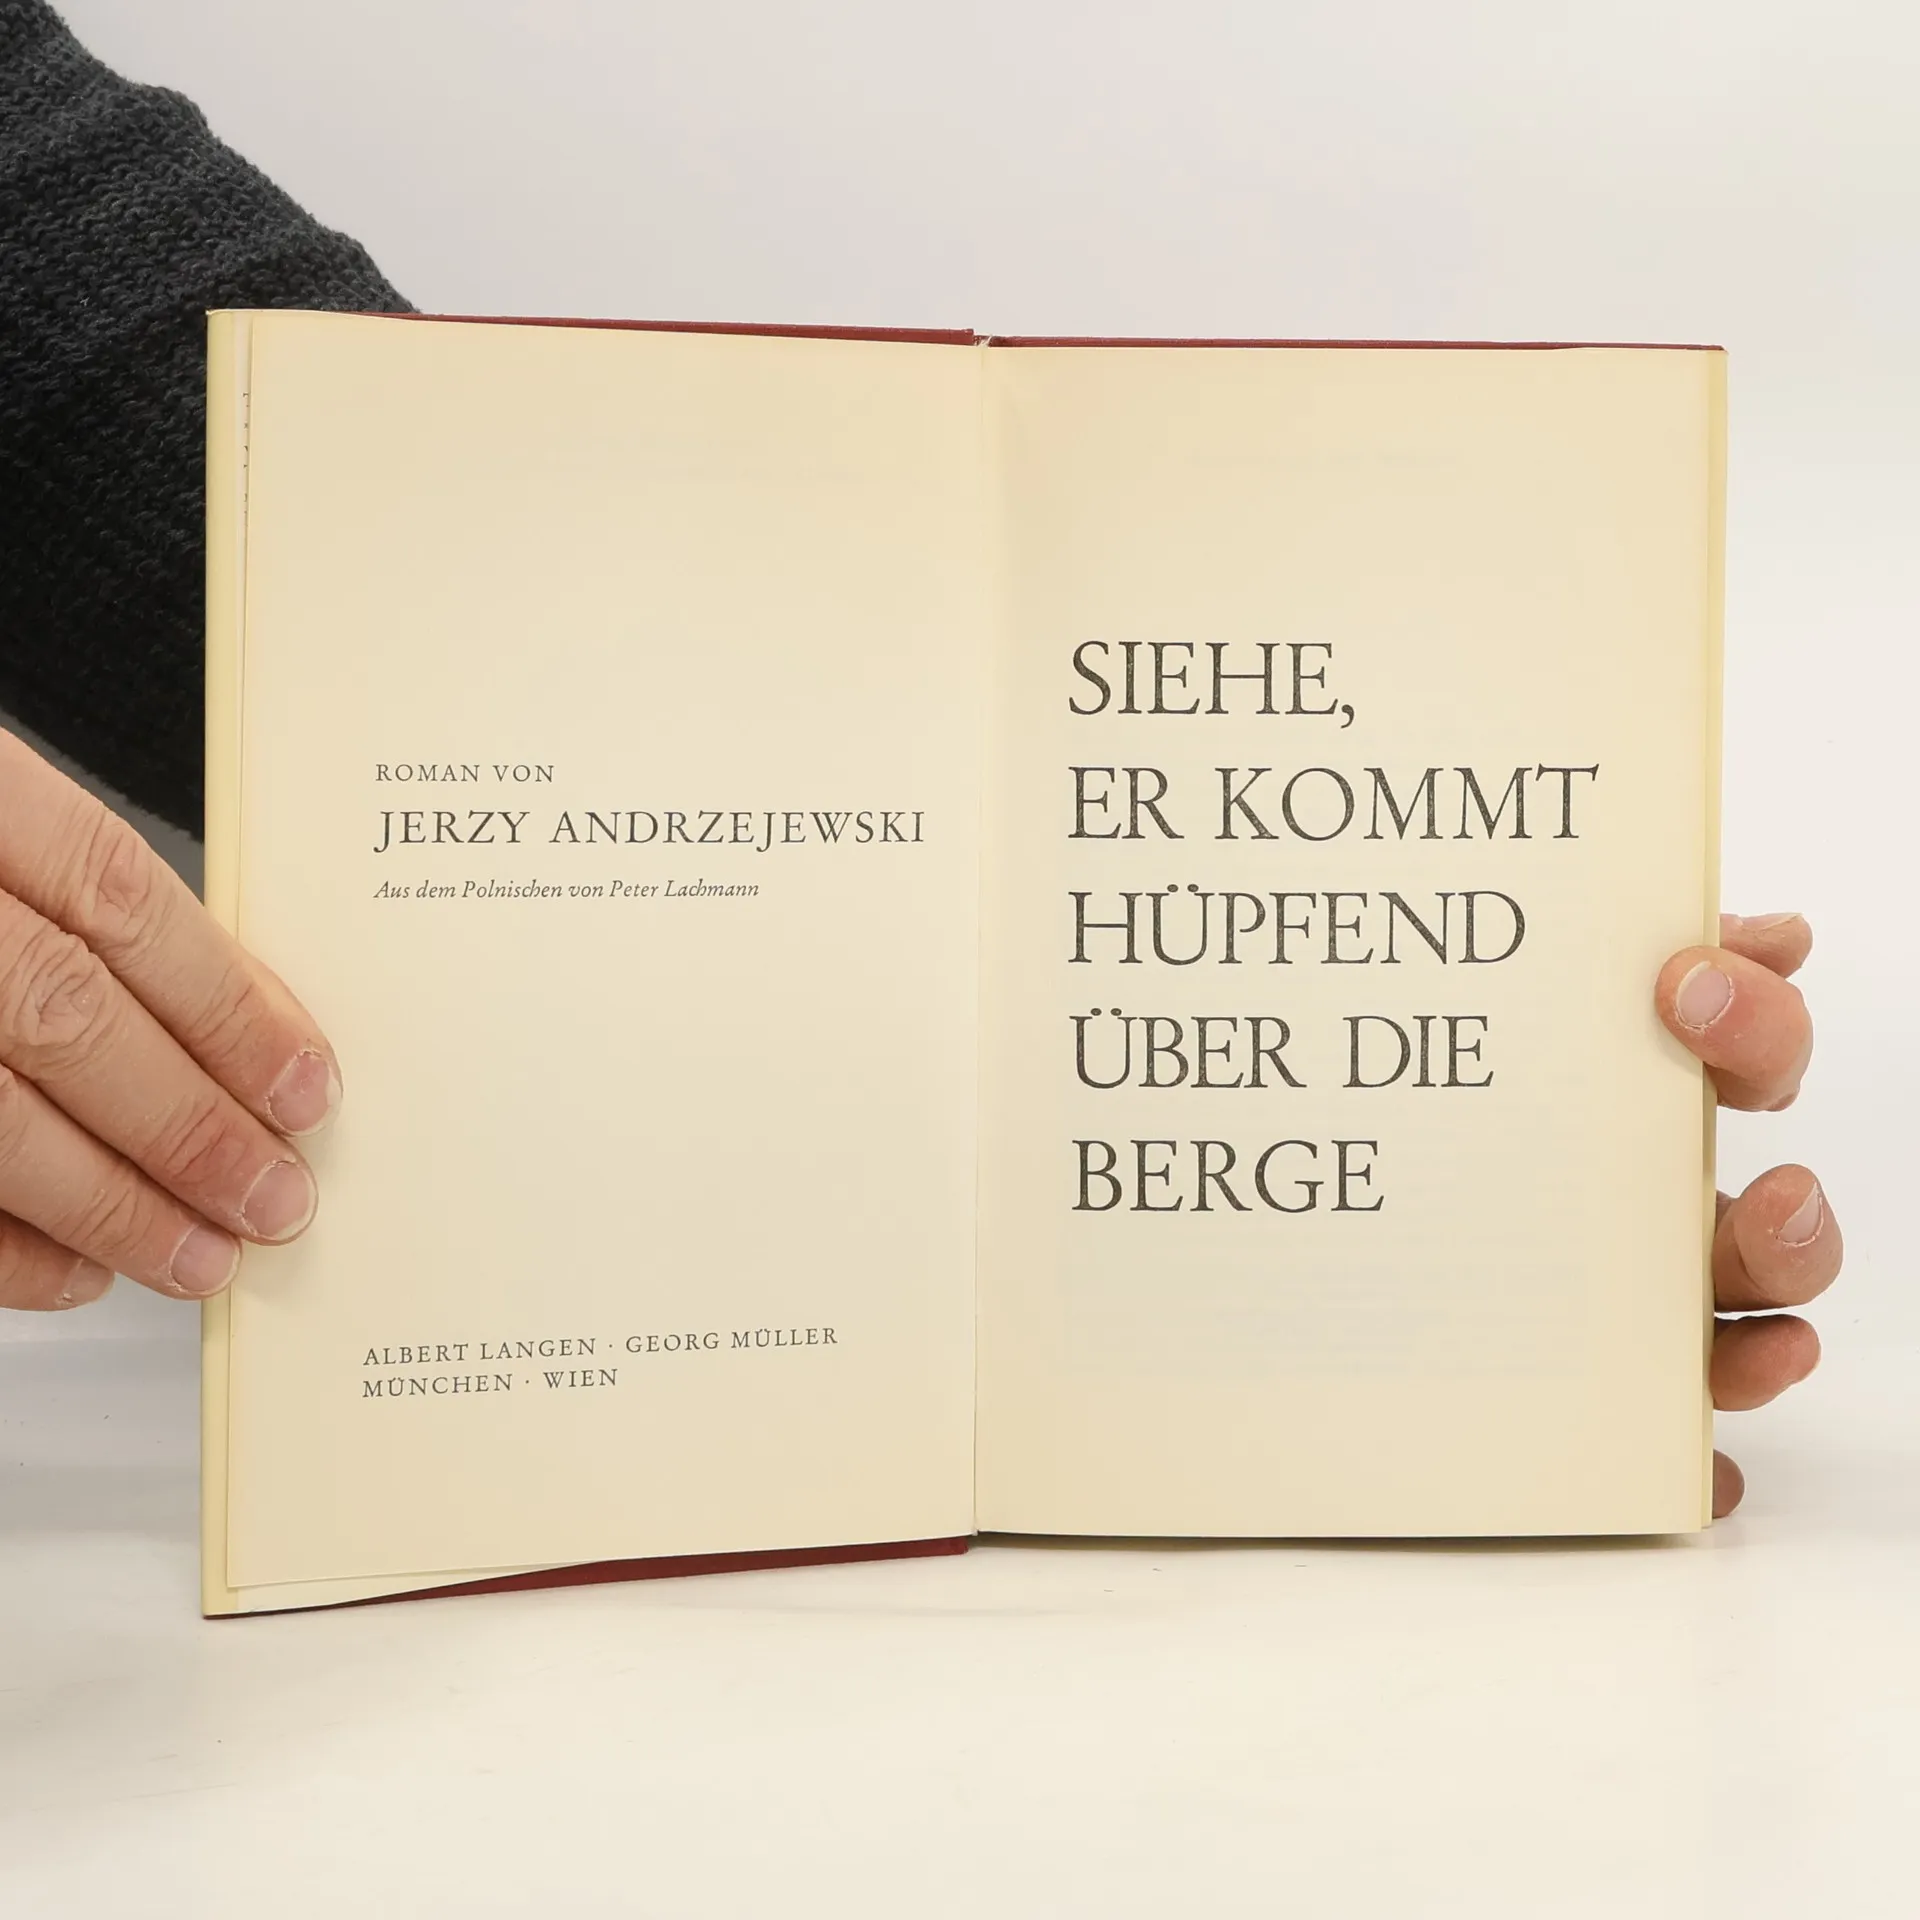 ROMAN VON
JERZY ANDRZEJEWSKI
Aus dem Polnischen von Peter Lachmann
ALBERT LANGEN · GEORG MÜLLER
MÜNCHEN · WIEN
SIEHE,
ER KOMMT
HÜPFEND
ÜBER DIE
BERGE